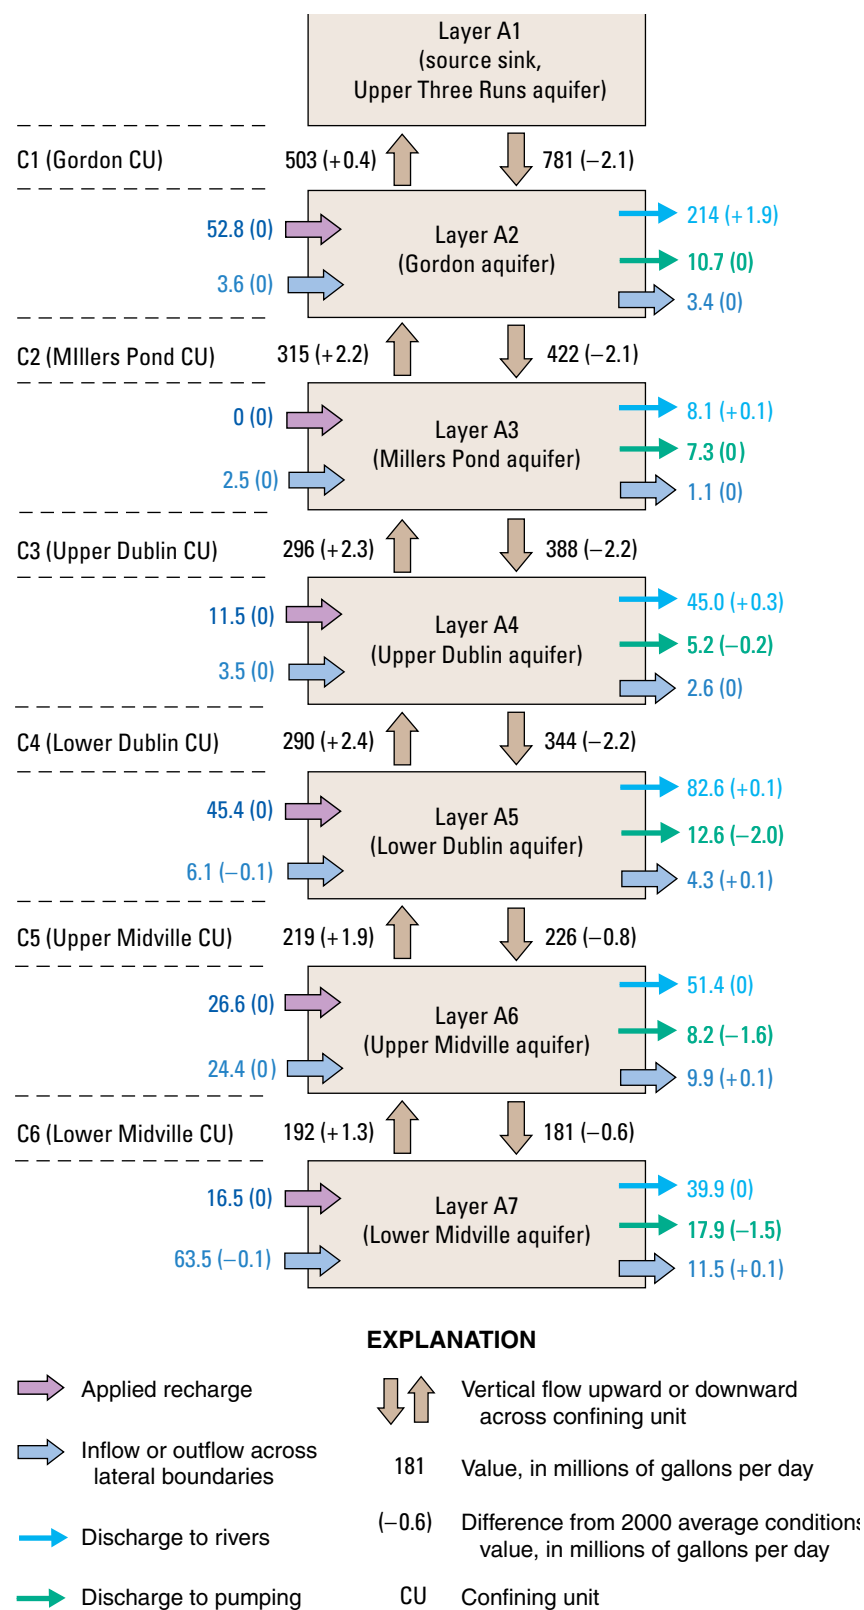 Layer A1
(source sink,
Upper Three Runs aquifer)
C1 (Gordon CU)
503 (+0.4)
781 (−2.1)
52.8 (0)
3.6 (0)
Layer A2
(Gordon aquifer)
214 (+1.9)
10.7 (0)
3.4 (0)
C2 (MIllers Pond CU)
315 (+2.2)
422 (−2.1)
0 (0)
2.5 (0)
Layer A3
(Millers Pond aquifer)
8.1 (+0.1)
7.3 (0)
1.1 (0)
C3 (Upper Dublin CU)
296 (+2.3)
388 (−2.2)
11.5 (0)
3.5 (0)
Layer A4
(Upper Dublin aquifer)
45.0 (+0.3)
5.2 (−0.2)
2.6 (0)
C4 (Lower Dublin CU)
290 (+2.4)
344 (−2.2)
45.4 (0)
6.1 (−0.1)
Layer A5
(Lower Dublin aquifer)
82.6 (+0.1)
12.6 (−2.0)
4.3 (+0.1)
C5 (Upper Midville CU)
219 (+1.9)
226 (−0.8)
26.6 (0)
24.4 (0)
Layer A6
(Upper Midville aquifer)
51.4 (0)
8.2 (−1.6)
9.9 (+0.1)
C6 (Lower Midville CU)
192 (+1.3)
181 (−0.6)
16.5 (0)
63.5 (−0.1)
Layer A7
(Lower Midville aquifer)
39.9 (0)
17.9 (−1.5)
11.5 (+0.1)
EXPLANATION
Applied recharge
Inflow or outflow across
lateral boundaries
Discharge to rivers
Discharge to pumping
Vertical flow upward or downward
across confining unit
181 Value, in millions of gallons per day
(−0.6) Difference from 2000 average conditions
value, in millions of gallons per day
CU Confining unit